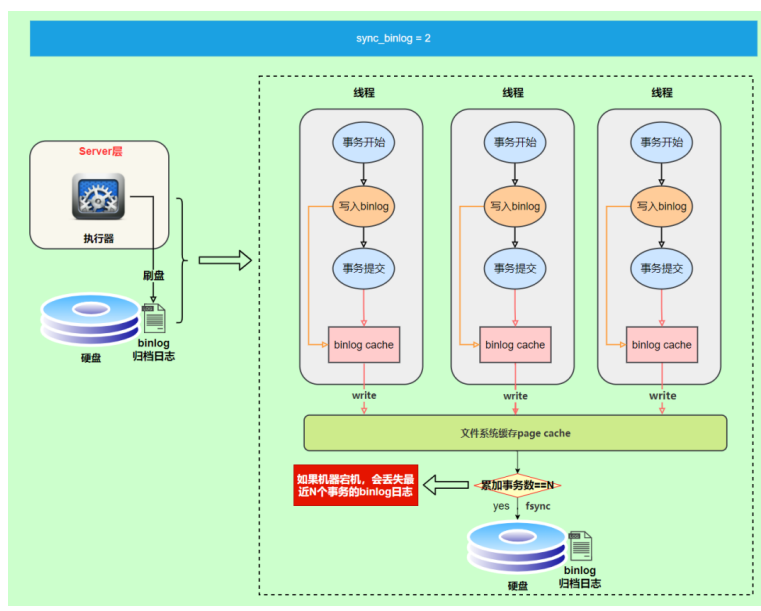 sync_binlog = 2
Server层
执行器
刷盘
硬盘
binlog
归档日志
线程
线程
线程
事务开始
事务开始
事务开始
写入binlog
写入binlog
写入binlog
事务提交
事务提交
事务提交
binlog cache
binlog cache
binlog cache
write
write
write
文件系统缓存page cache
如果机器宕机，会丢失最
近N个事务的binlog日志
累加事务数==N
yes
fsync
硬盘
binlog
归档日志